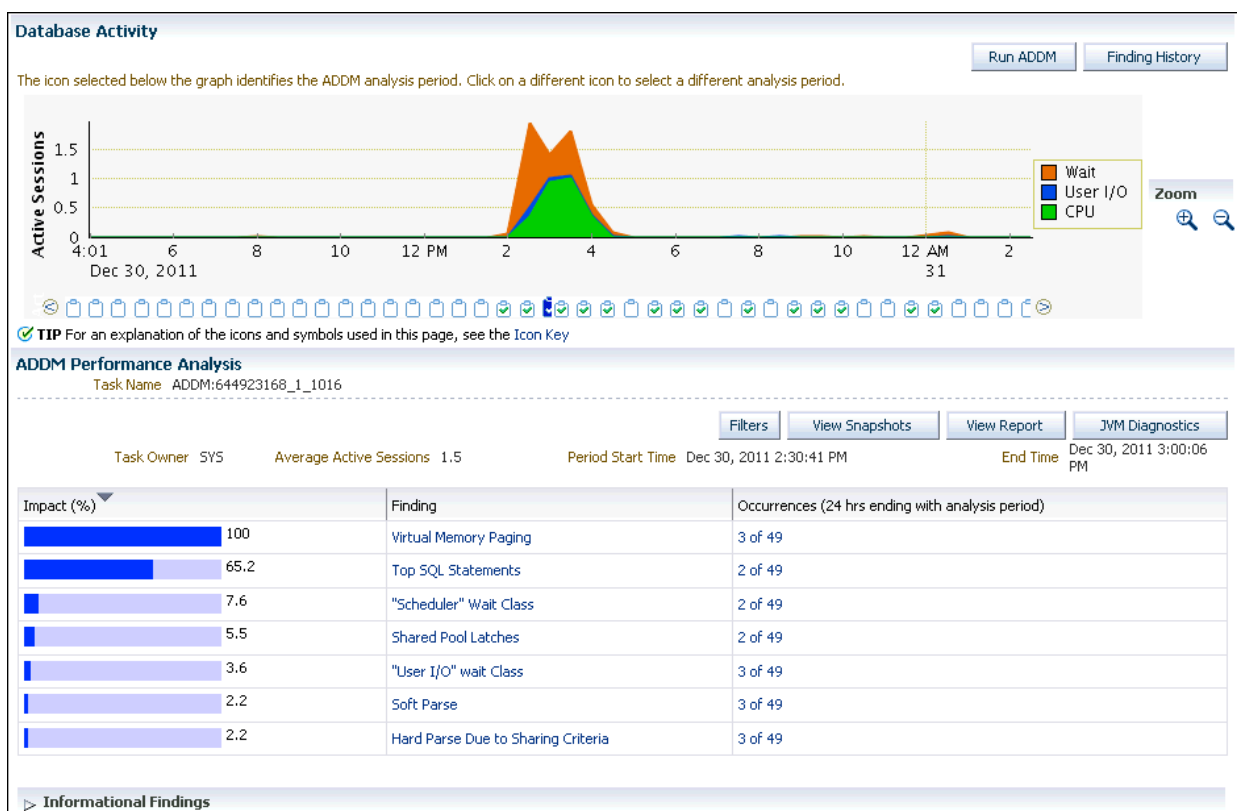 Database Activity
Run ADDM Finding History
The icon selected below the graph identifies the ADDM analysis period. Click on a different icon to select a different analysis period.
Active Sessions
1.5
1
0.5
0
Wait
User I/O
CPU
Zoom
4:01 6 8 10 12 PM 2 4 6 8 10 12 AM 2
Dec 30, 2011 31
TIP For an explanation of the icons and symbols used in this page, see the Icon Key
ADDM Performance Analysis
Task Name ADDM:644923168_1_1016
Filters View Snapshots View Report JVM Diagnostics
Task Owner SYS Average Active Sessions 1.5 Period Start Time Dec 30, 2011 2:30:41 PM End Time Dec 30, 2011 3:00:06
PM
Impact (%) Finding Occurrences (24 hrs ending with analysis period)
100 Virtual Memory Paging 3 of 49
65.2 Top SQL Statements 2 of 49
7.6 "Scheduler" Wait Class 2 of 49
5.5 Shared Pool Latches 2 of 49
3.6 "User I/O" wait Class 3 of 49
2.2 Soft Parse 3 of 49
2.2 Hard Parse Due to Sharing Criteria 3 of 49
Informational Findings